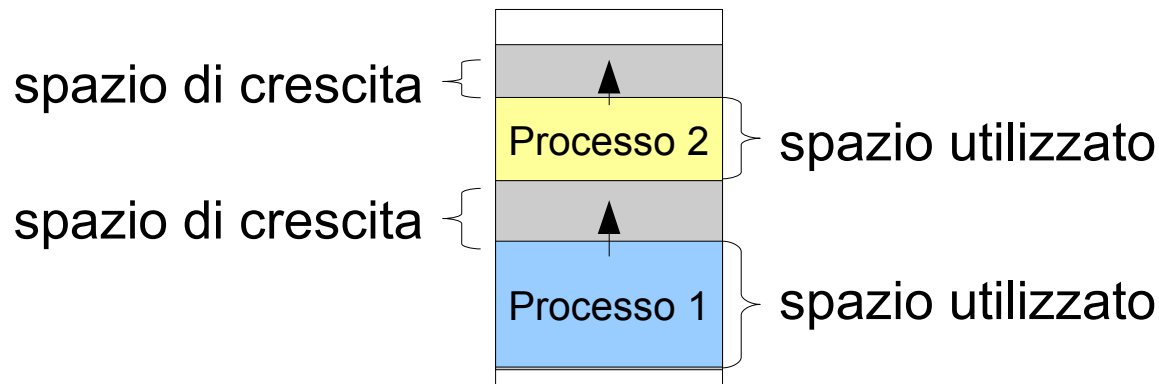 spazio di crescita
Processo 2
spazio utilizzato
spazio di crescita
Processo 1
spazio utilizzato